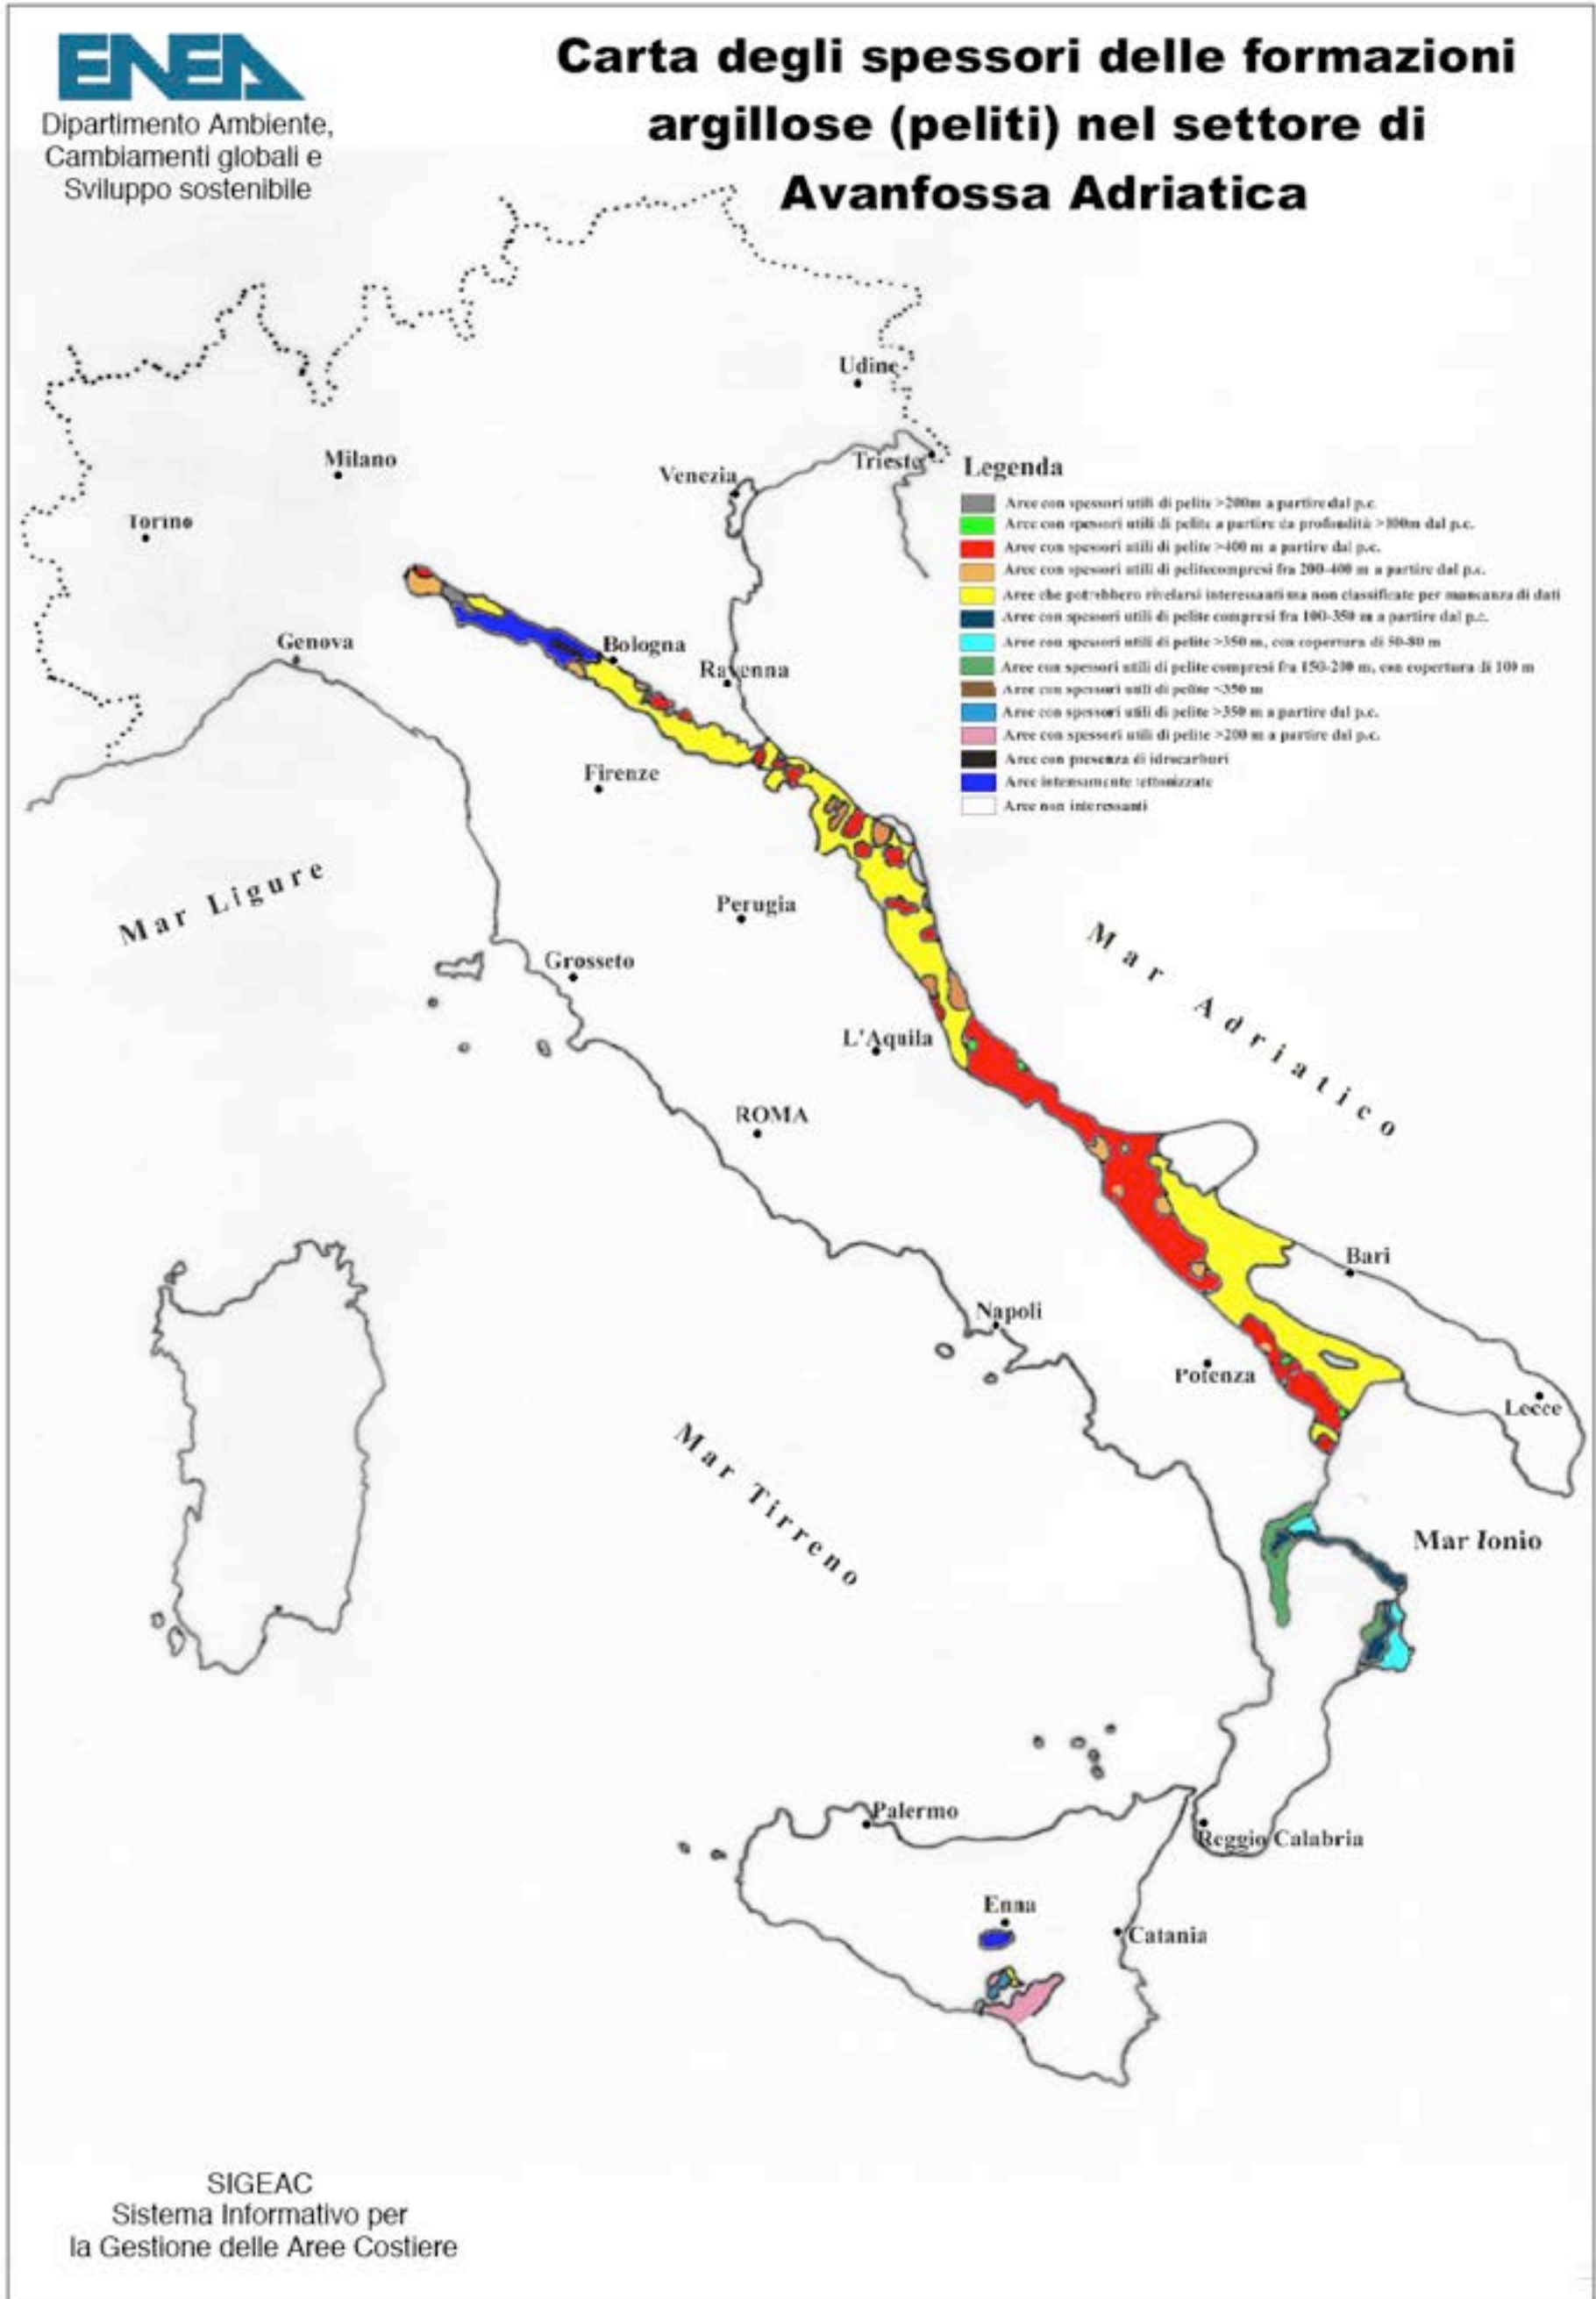 ENEA
Dipartimento Ambiente,
Cambiamenti globali e
Sviluppo sostenibile
Carta degli spessori delle formazioni
argillose (peliti) nel settore di
Avanfossa Adriatica
Udine
Milano
Venezia
Trieste
Torino
Legenda
Aree con spessori utili di pelite >200m a partire dal p.c.
Aree con spessori utili di pelite a partire da profondità >100m dal p.c.
Aree con spessori utili di pelite >400 m a partire dal p.c.
Aree con spessori utili di pelitecompresi fra 200-400 m a partire dal p.c.
Aree che potrebbero rivelarsi interessanti ma non classificate per mancanza di dati
Aree con spessori utili di pelite compresi fra 100-350 m a partire dal p.c.
Aree con spessori utili di pelite >350 m, con copertura di 50-80 m
Aree con spessori utili di pelite compresi fra 150-200 m, con copertura di 100 m
Aree con spessori utili di pelite <350 m
Aree con spessori utili di pelite >350 m a partire dal p.c.
Aree con spessori utili di pelite >200 m a partire dal p.c.
Aree con presenza di idrocarburi
Aree intensamente tettonizzate
Aree non interessanti
Genova
Bologna
Ravenna
Firenze
Mar Ligure
Perugia
Grosseto
Mar Adriatico
L'Aquila
ROMA
Bari
Napoli
Potenza
Lecce
Mar Tirreno
Mar Ionio
Palermo
Reggio Calabria
Enna
Catania
SIGEAC
Sistema Informativo per
la Gestione delle Aree Costiere